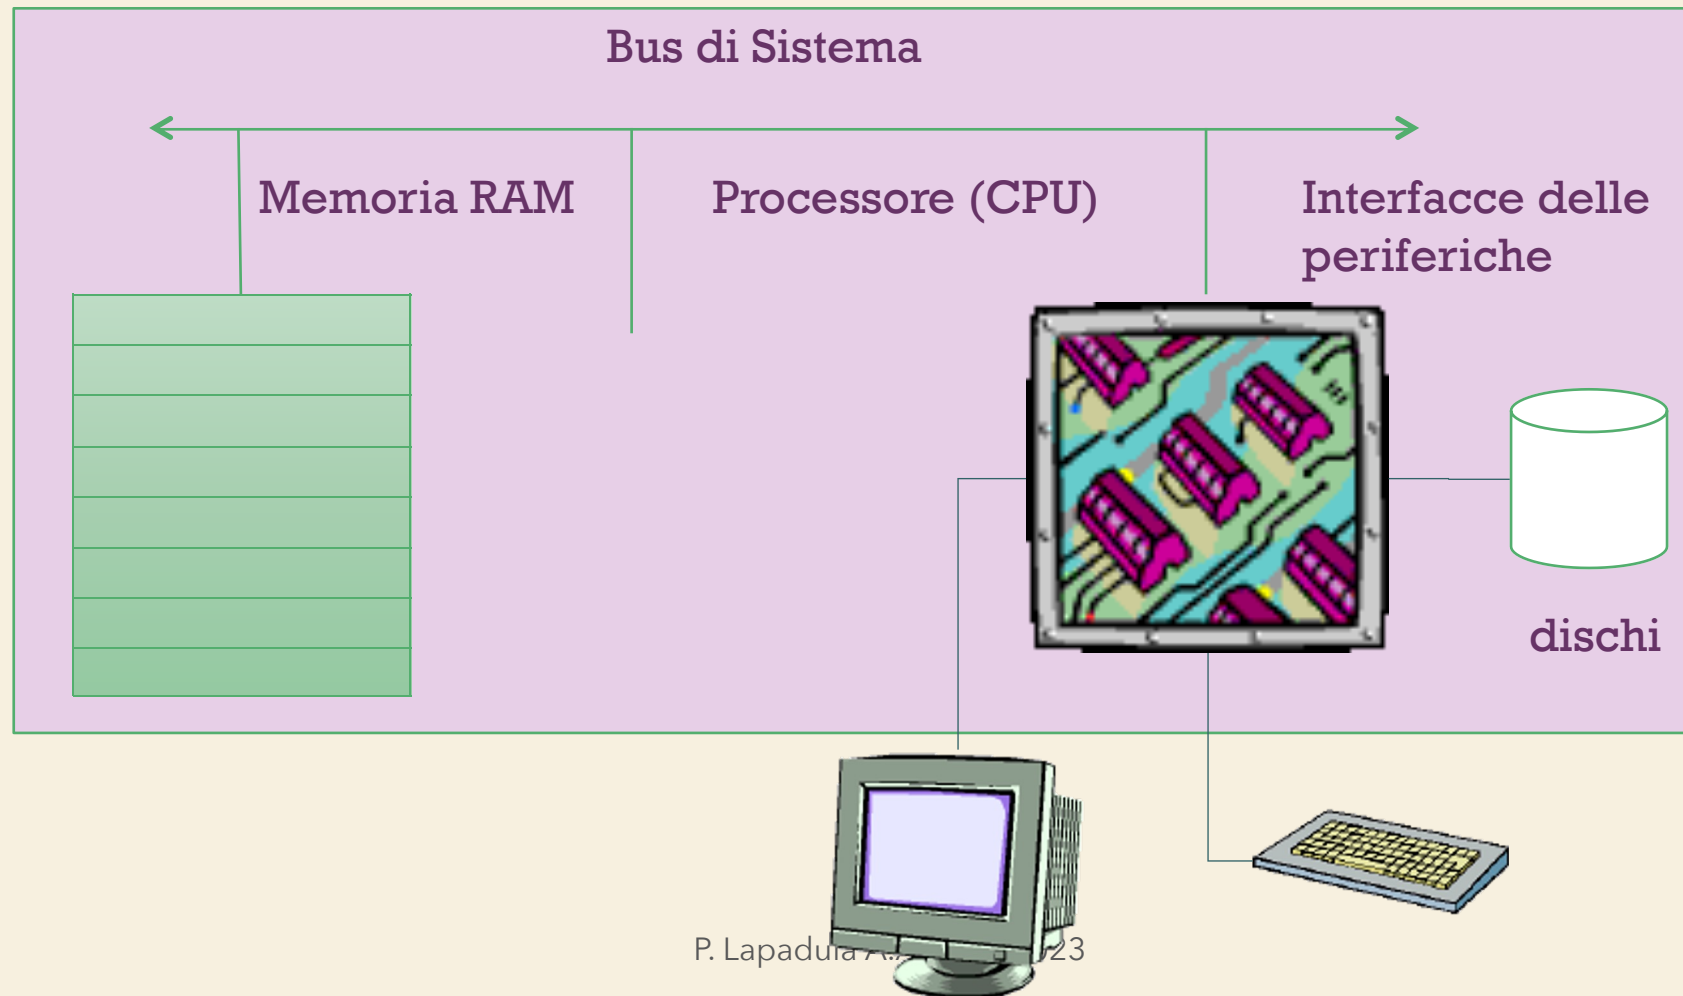 Bus di Sistema
Memoria RAM
Processore (CPU)
Interfacce delle
periferiche
dischi
P. Lapadula